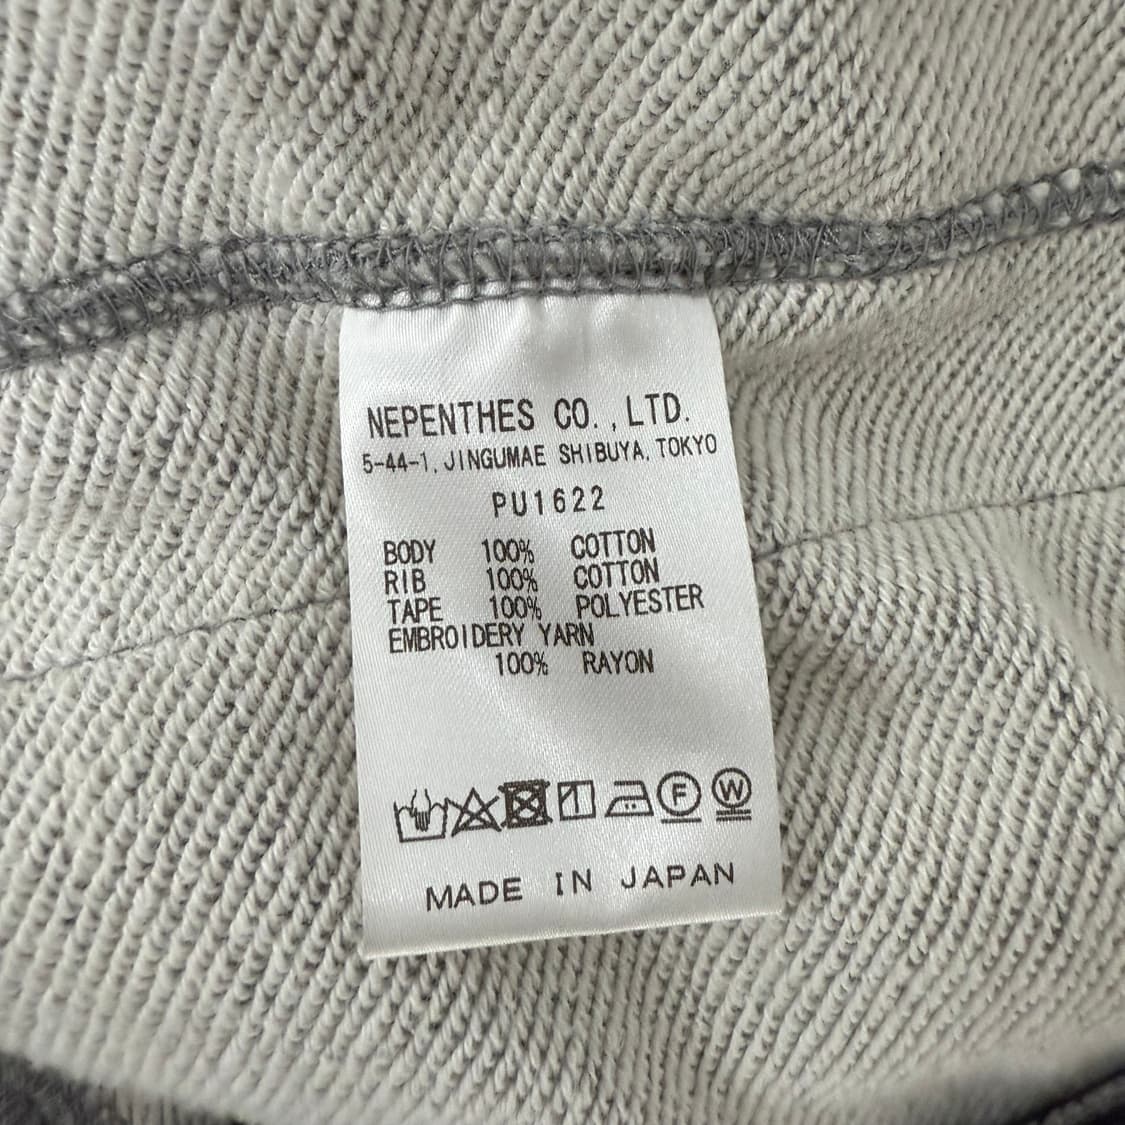 NEPENTHES CO.,LTD.
5-44-1, JINGUMAE SHIBUYA, TOKYO
PU1622
BODY 100% COTTON
RIB 100% COTTON
TAPE 100% POLYESTER
EMBROIDERY YARN
100% RAYON
F W
MADE IN JAPAN